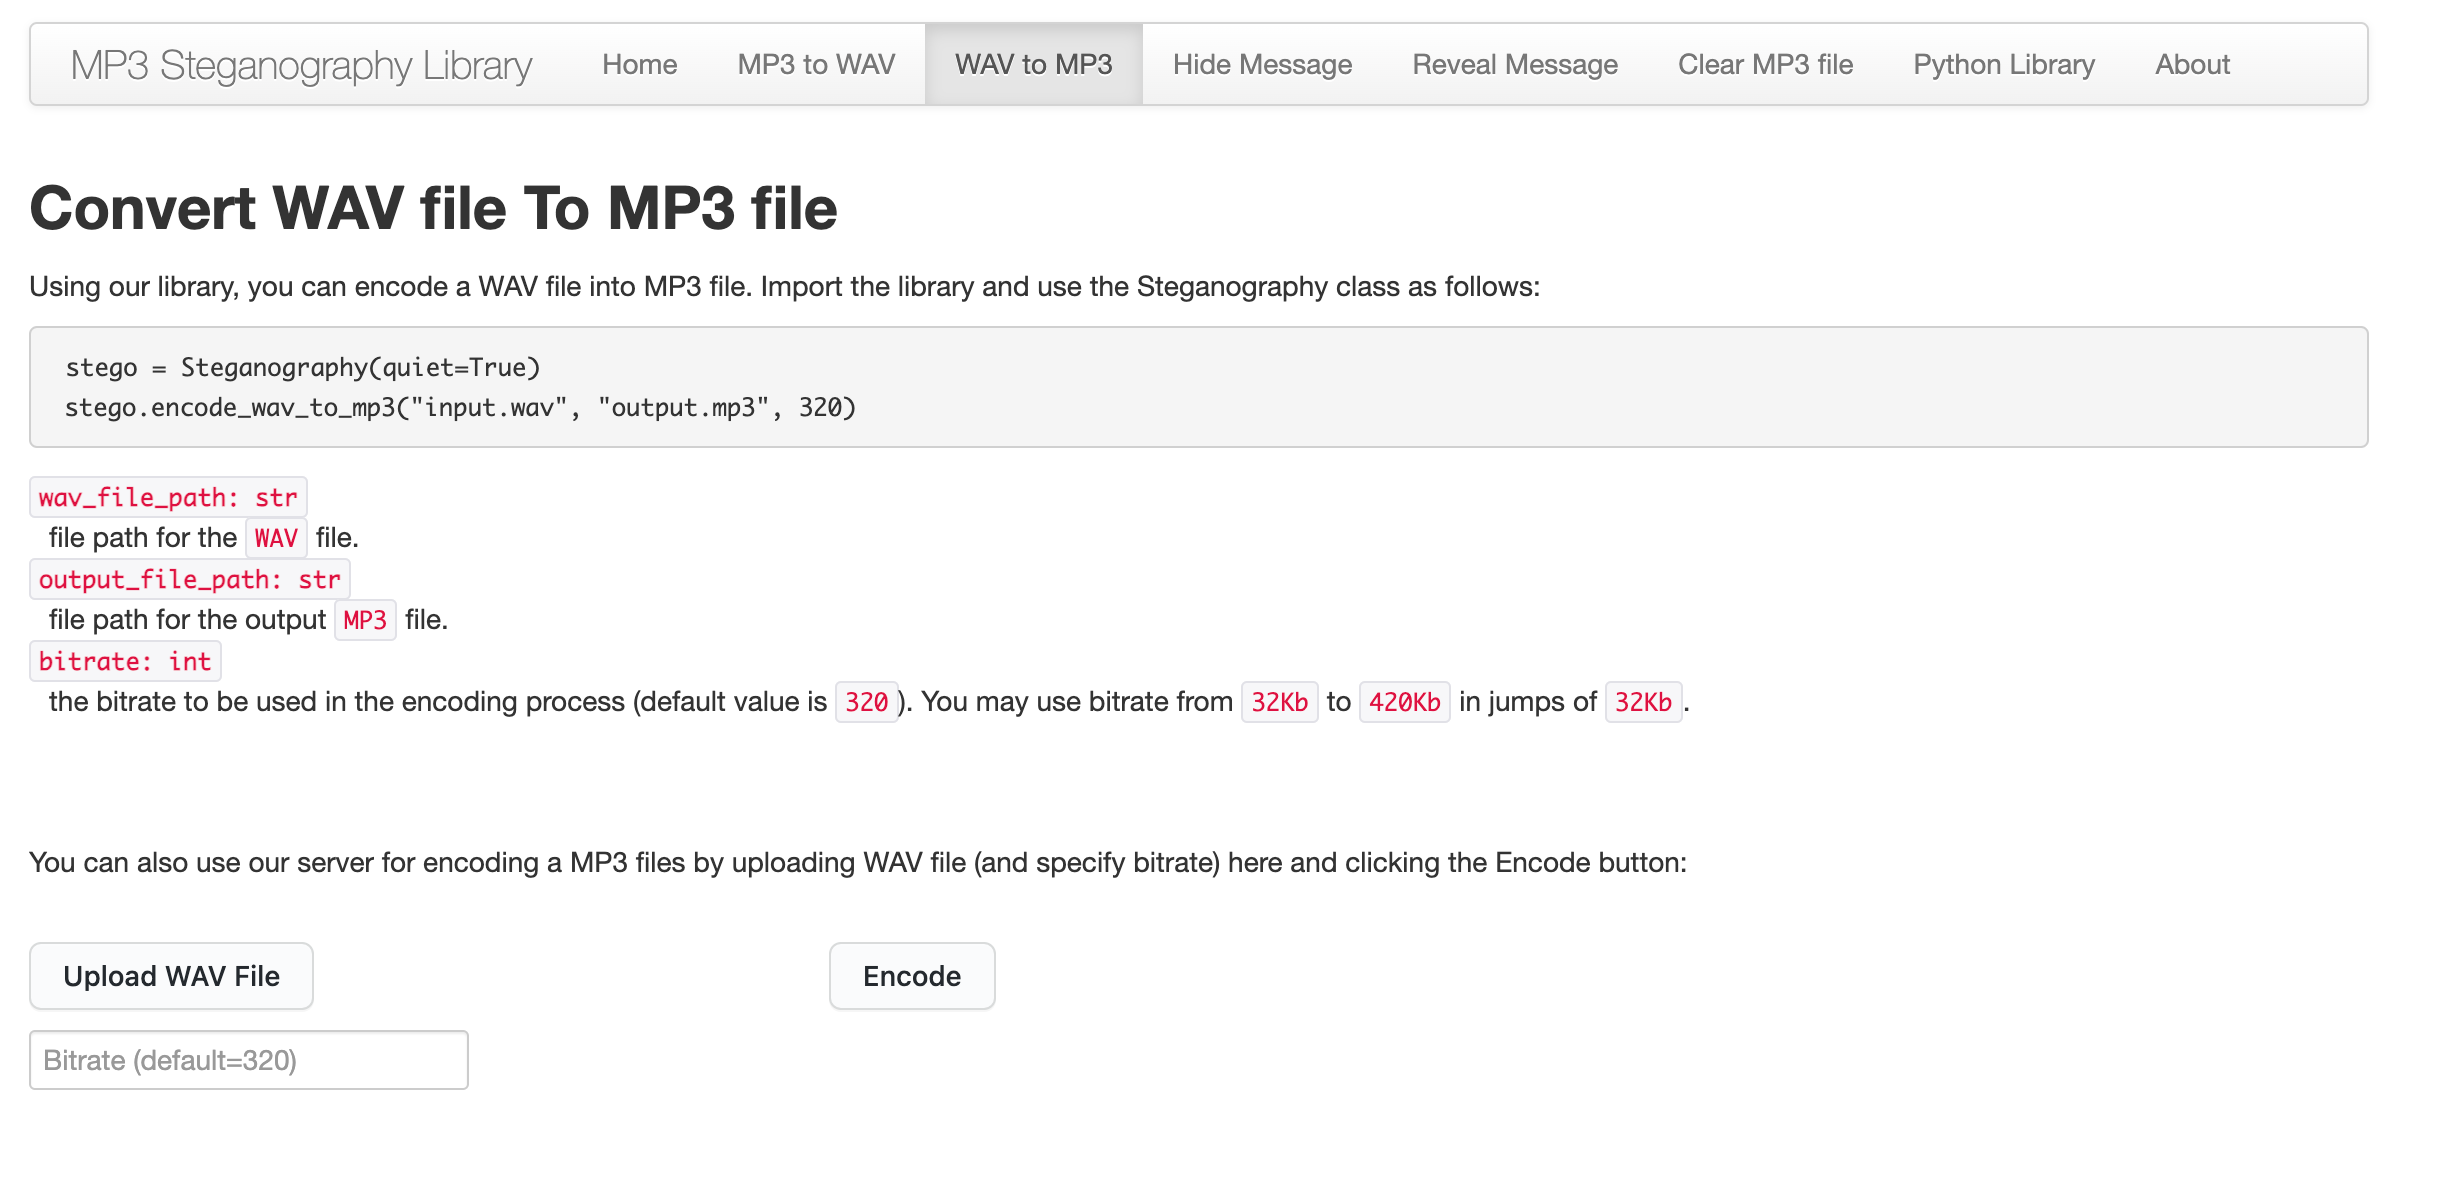 MP3 Steganography Library Home MP3 to WAV WAV to MP3 Hide Message Reveal Message Clear MP3 file Python Library About
Convert WAV file To MP3 file
Using our library, you can encode a WAV file into MP3 file. Import the library and use the Steganography class as follows:
stego = Steganography(quiet=True)
stego.encode_wav_to_mp3("input.wav", "output.mp3", 320)
wav_file_path: str
file path for the WAV file.
output_file_path: str
file path for the output MP3 file.
bitrate: int
the bitrate to be used in the encoding process (default value is 320). You may use bitrate from 32Kb to 420Kb in jumps of 32Kb.
You can also use our server for encoding a MP3 files by uploading WAV file (and specify bitrate) here and clicking the Encode button:
Upload WAV File Encode
Bitrate (default=320)